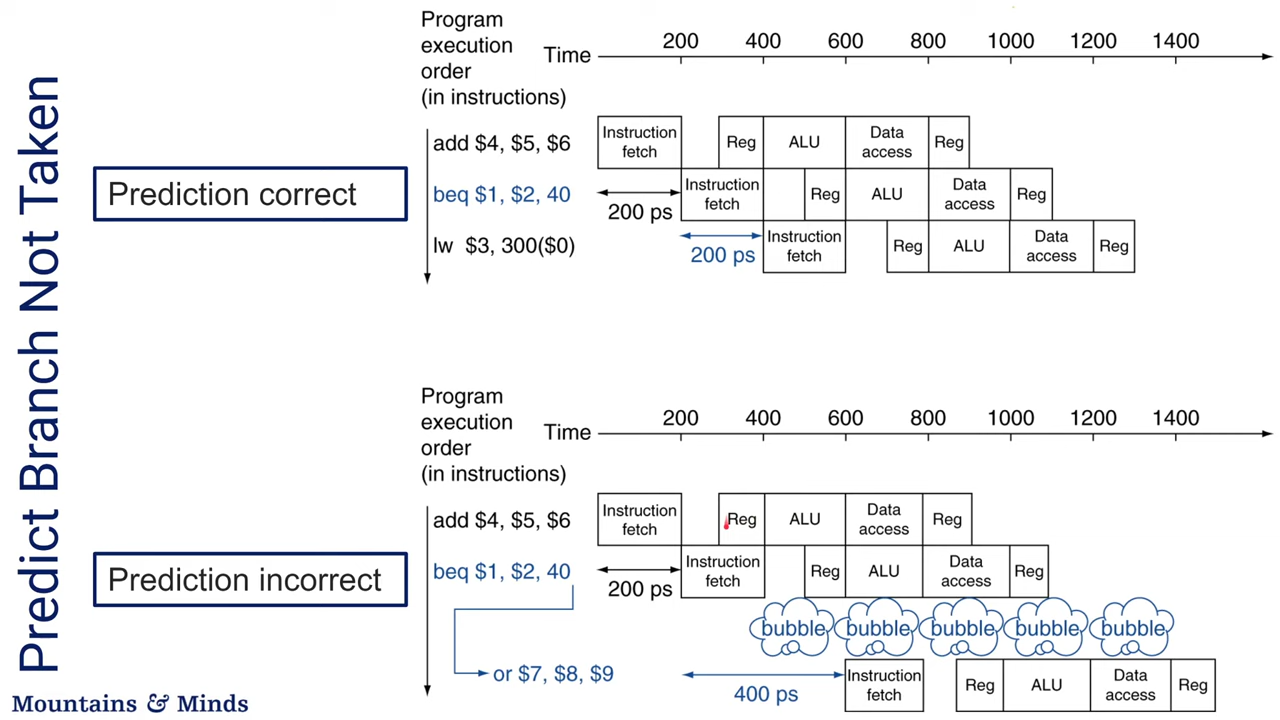 Predict Branch Not Taken
Program
execution
order
(in instructions)
Time
200 400 600 800 1000 1200 1400
Prediction correct
add $4, $5, $6
Instruction
fetch
Reg
ALU
Data
access
Reg
beq $1, $2, 40
200 ps
Instruction
fetch
Reg
ALU
Data
access
Reg
lw $3, 300($0)
200 ps
Instruction
fetch
Reg
ALU
Data
access
Reg
Program
execution
order
(in instructions)
Time
200 400 600 800 1000 1200 1400
Prediction incorrect
add $4, $5, $6
Instruction
fetch
Reg
ALU
Data
access
Reg
beq $1, $2, 40
200 ps
Instruction
fetch
Reg
ALU
Data
access
Reg
bubble bubble bubble bubble bubble
or $7, $8, $9
400 ps
Instruction
fetch
Reg
ALU
Data
access
Reg
Mountains & Minds